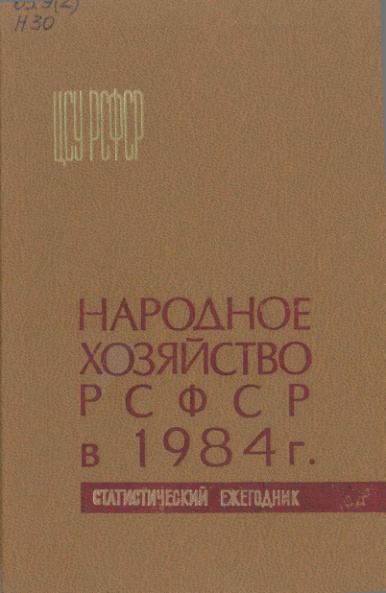 Н30
ЦСУ РСФСР
НАРОДНОЕ
ХОЗЯЙСТВО
РСФСР
в 1984 г.
СТАТИСТИЧЕСКИЙ ЕЖЕГОДНИК